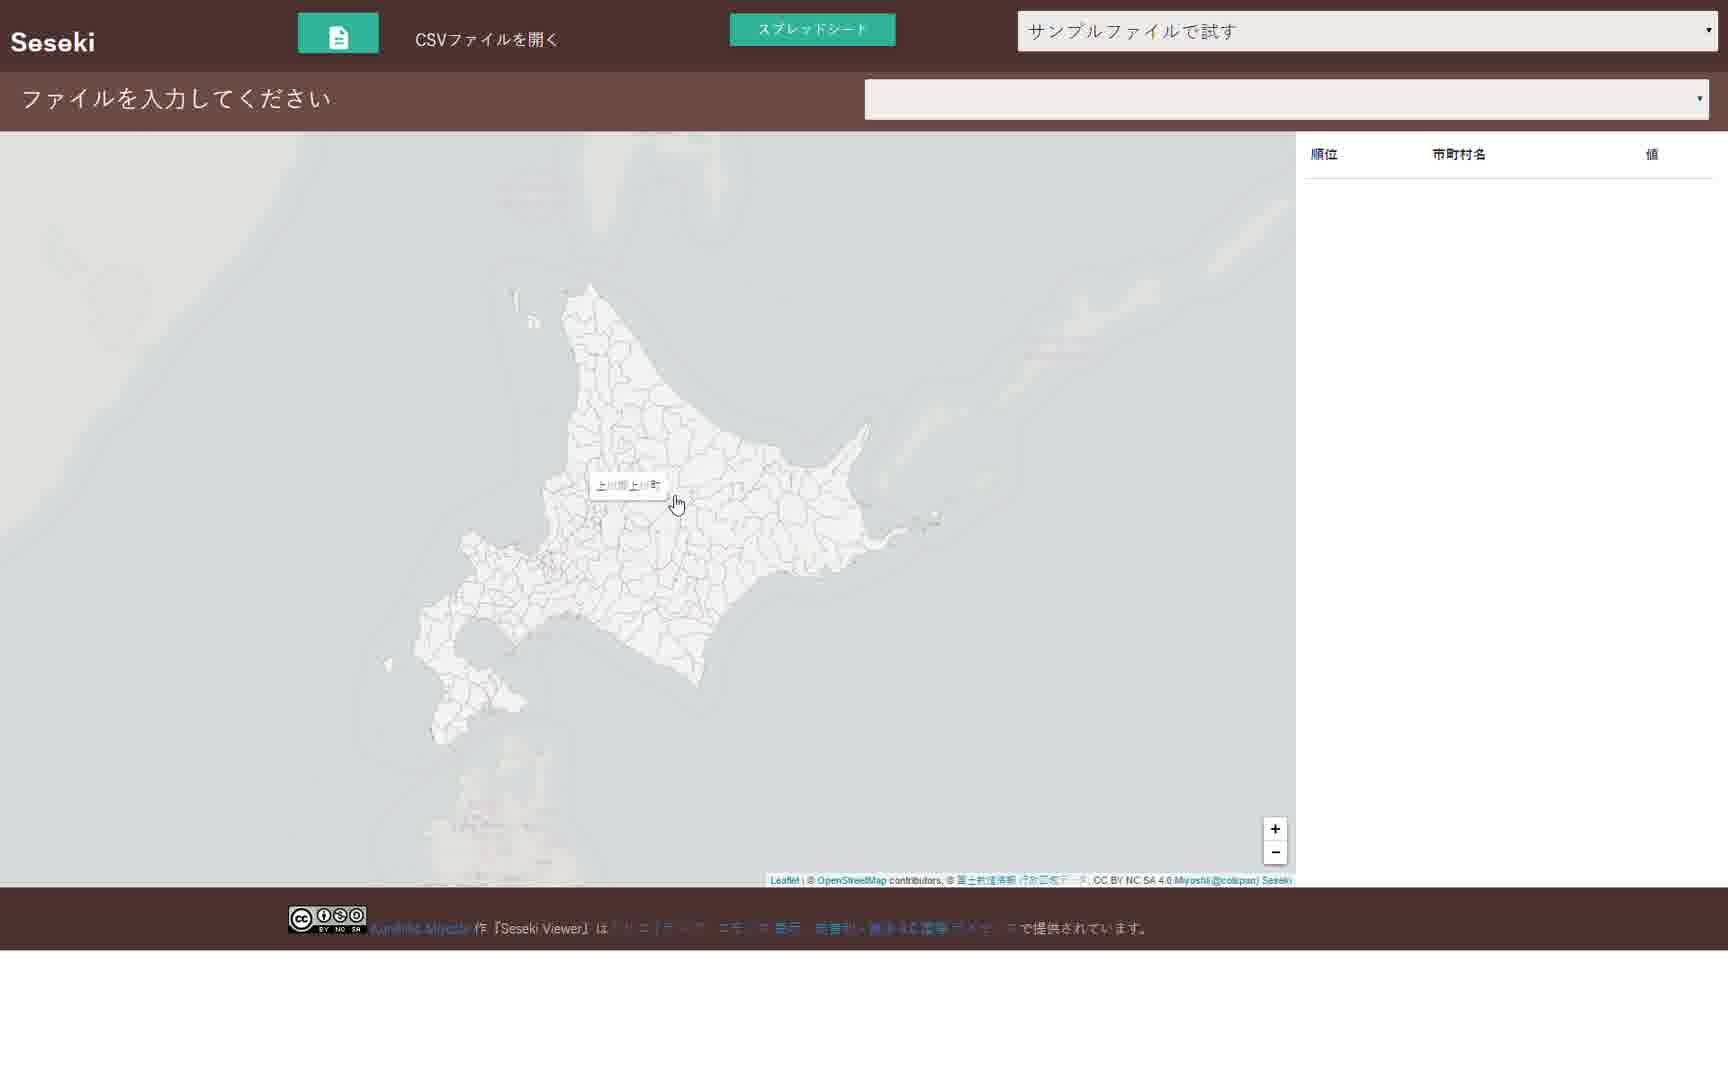 Seseki
CSVファイルを開く
スプレッドシート
サンプルファイルで試す
ファイルを入力してください
順位 市町村名 値
上川郡上川町
+
−
Leaflet | © OpenStreetMap contributors, © 国土数値情報 行政区域データ, CC BY NC SA 4.0 Miyoshi(@colspan) Seseki
cc BY NC SA Kunihiko Miyoshi 作『Seseki Viewer』は で提供されています。